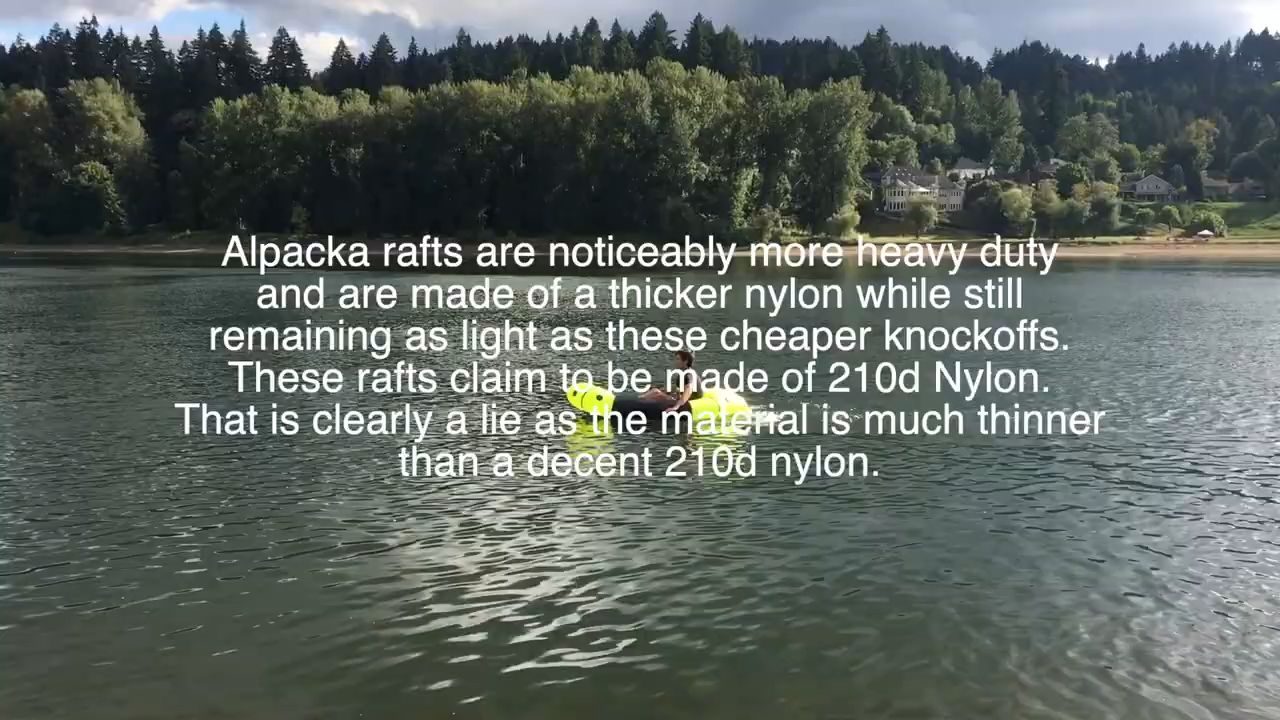 Alpacka rafts are noticeably more heavy duty
and are made of a thicker nylon while still
remaining as light as these cheaper knockoffs.
These rafts claim to be made of 210d Nylon.
That is clearly a lie as the material is much thinner
than a decent 210d nylon.